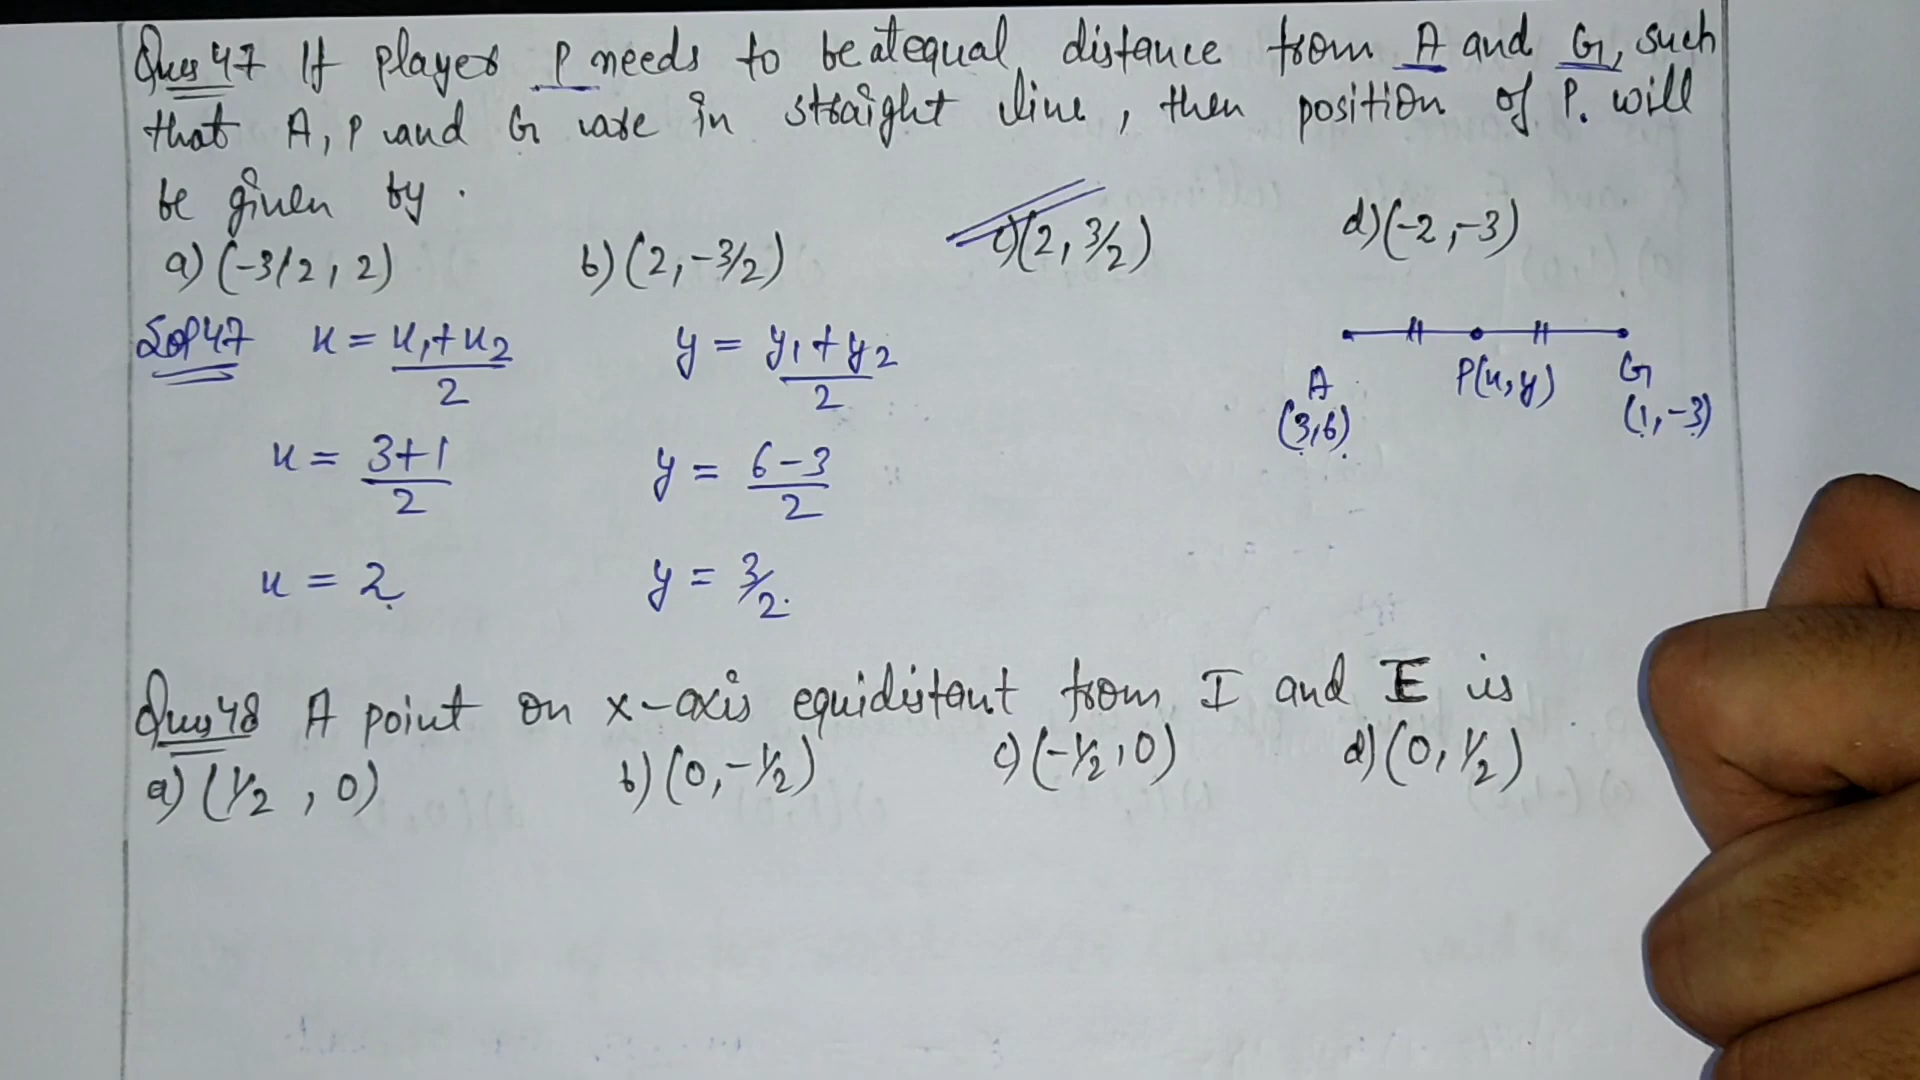 Ques 47 If player P needs to be at equal distance from A and G, such
that A, P and G are in straight line, then position of P. will
be given by.
a) (-3/2, 2) b) (2, -3/2) c) (2, 3/2) d) (-2, -3)
Sol 47 x = x1+x2/2 y = y1+y2/2
A P(x,y) G
(3,6) (1,-3)
x = 3+1/2 y = 6-3/2
x = 2. y = 3/2.
Ques 48 A point on x-axis equidistant from I and E is
a) (1/2, 0) b) (0, -1/2) c) (-1/2, 0) d) (0, 1/2)